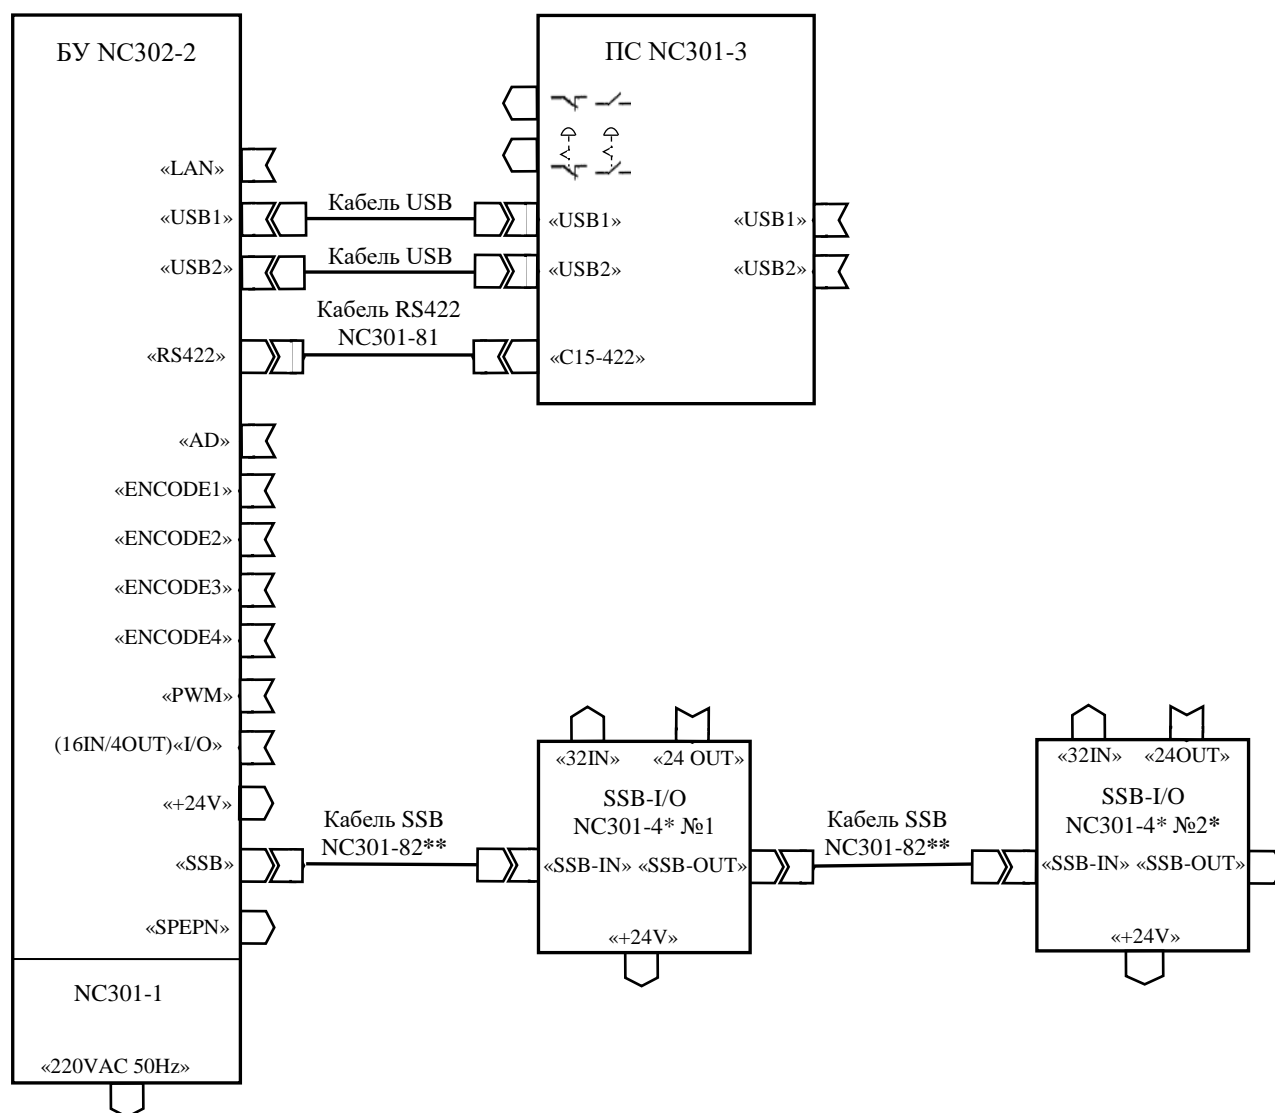 БУ NC302-2
«LAN»
«USB1»
«USB2»
«RS422»
«AD»
«ENCODE1»
«ENCODE2»
«ENCODE3»
«ENCODE4»
«PWM»
(16IN/4OUT)«I/O»
«+24V»
«SSB»
«SPEPN»
NC301-1
«220VAC 50Hz»
Кабель USB
Кабель USB
Кабель RS422
NC301-81
ПС NC301-3
«USB1» «USB1»
«USB2» «USB2»
«C15-422»
Кабель SSB
NC301-82**
«32IN» «24 OUT»
SSB-I/O
NC301-4* №1
«SSB-IN» «SSB-OUT»
«+24V»
Кабель SSB
NC301-82**
«32IN» «24OUT»
SSB-I/O
NC301-4* №2*
«SSB-IN» «SSB-OUT»
«+24V»